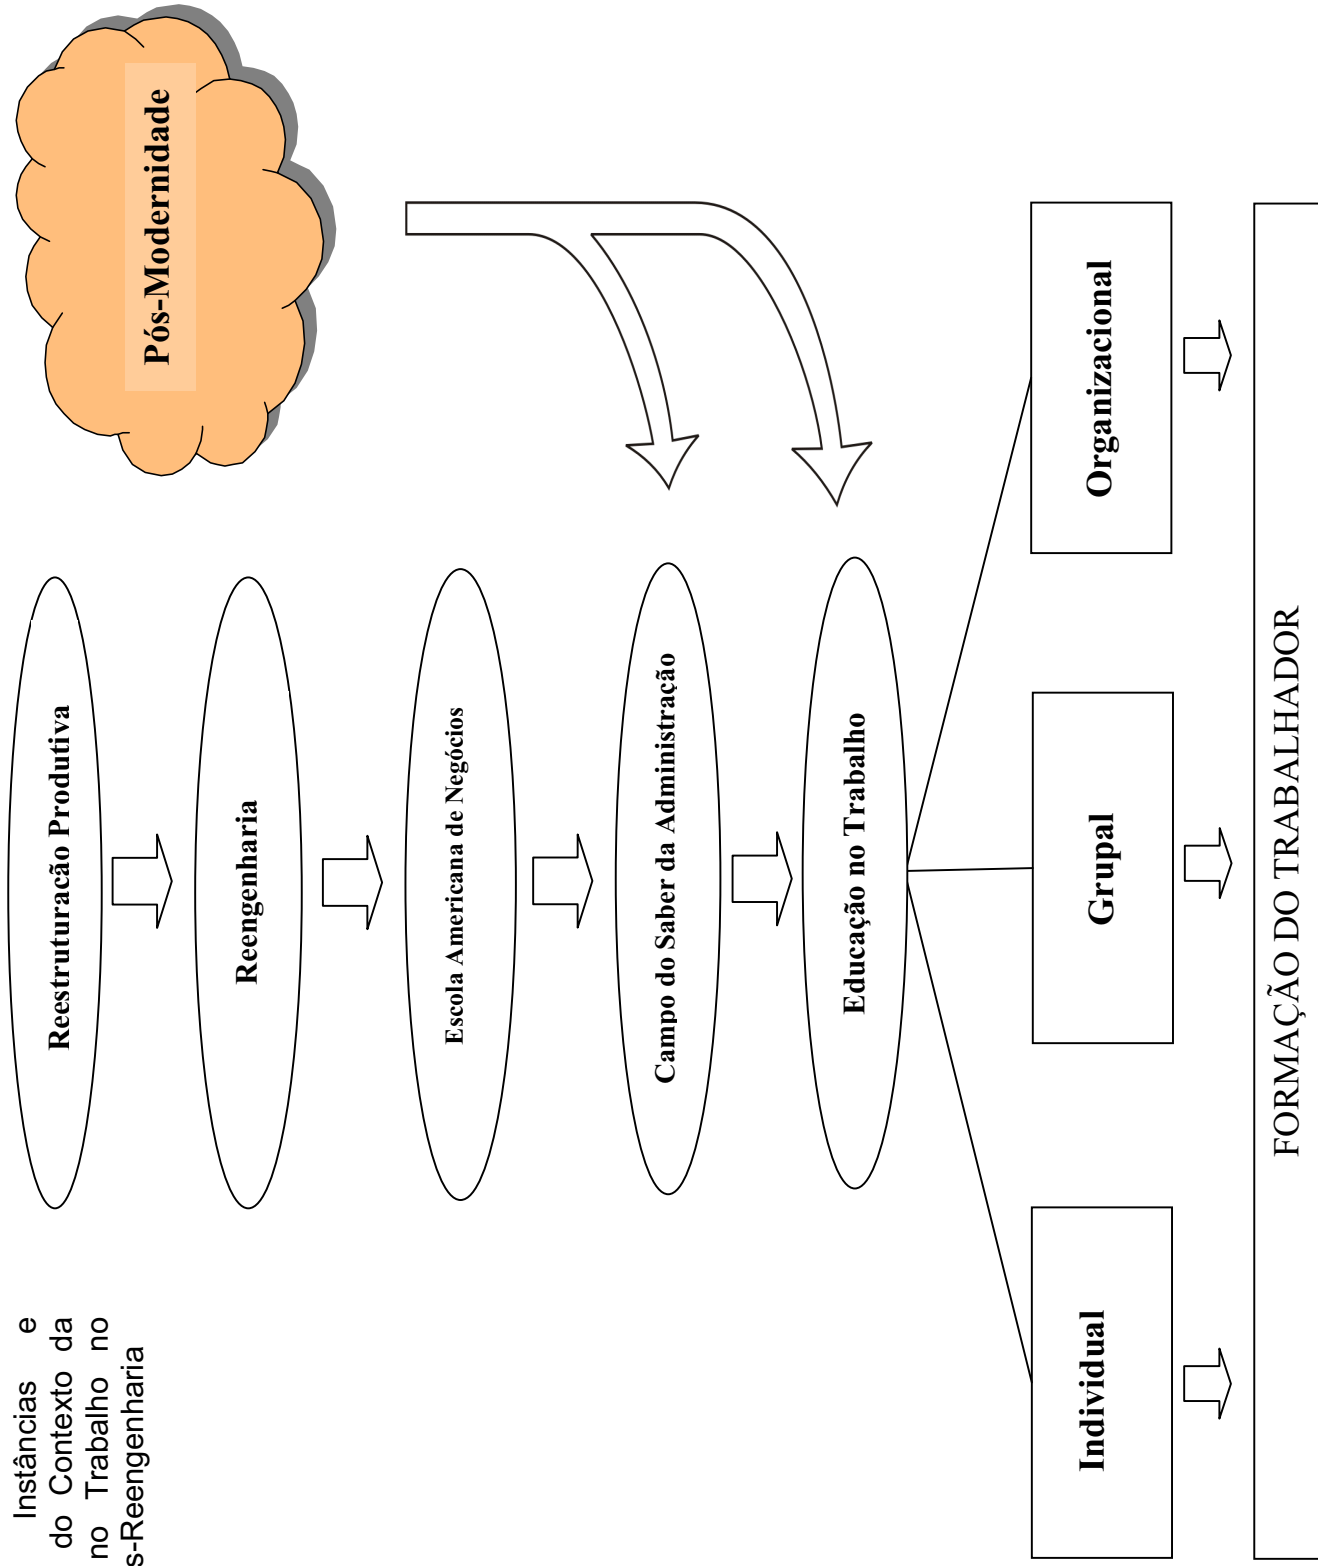 Instâncias e
do Contexto da
no Trabalho no
s-Reengenharia
Pós-Modernidade
Reestruturacão Produtiva
Reengenharia
Escola Americana de Negócios
Campo do Saber da Administração
Educação no Trabalho
Individual
Grupal
Organizacional
FORMAÇÃO DO TRABALHADOR